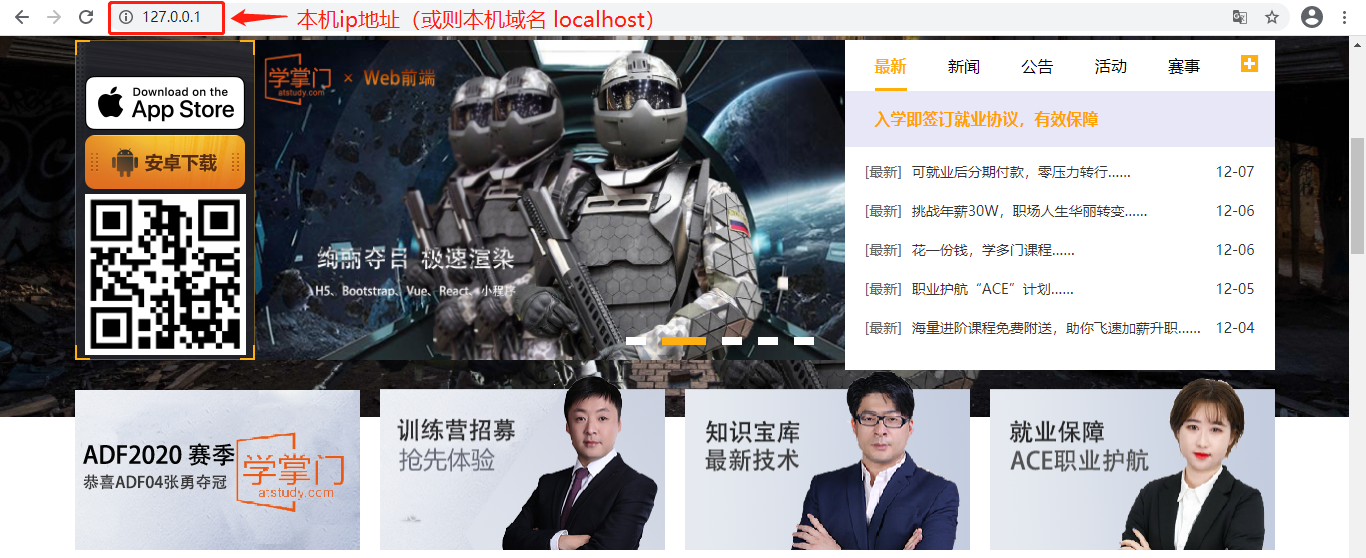 127.0.0.1
本机ip地址（或则本机域名 localhost）
Download on the
App Store
安卓下载
学掌门
atstudy.com
× Web前端
绚丽夺目 极速渲染
H5、Bootstrap、Vue、React、小程序
最新 新闻 公告 活动 赛事
入学即签订就业协议，有效保障
[最新] 可就业后分期付款，零压力转行...... 12-07
[最新] 挑战年薪30W，职场人生华丽转变...... 12-06
[最新] 花一份钱，学多门课程...... 12-06
[最新] 职业护航“ACE”计划...... 12-05
[最新] 海量进阶课程免费附送，助你飞速加薪升职...... 12-04
ADF2020 赛季
恭喜ADF04张勇夺冠
学掌门
atstudy.com
训练营招募
抢先体验
知识宝库
最新技术
就业保障
ACE职业护航